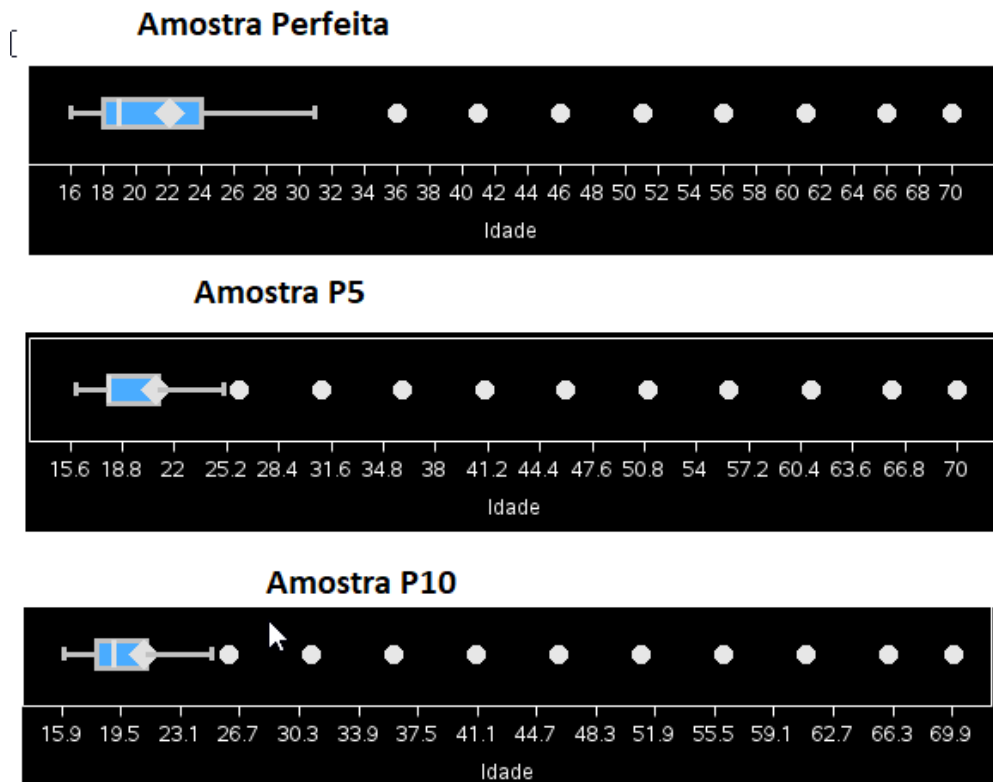 Amostra Perfeita
16 18 20 22 24 26 28 30 32 34 36 38 40 42 44 46 48 50 52 54 56 58 60 62 64 66 68 70
Idade
Amostra P5
15.6 18.8 22 25.2 28.4 31.6 34.8 38 41.2 44.4 47.6 50.8 54 57.2 60.4 63.6 66.8 70
Idade
Amostra P10
15.9 19.5 23.1 26.7 30.3 33.9 37.5 41.1 44.7 48.3 51.9 55.5 59.1 62.7 66.3 69.9
Idade